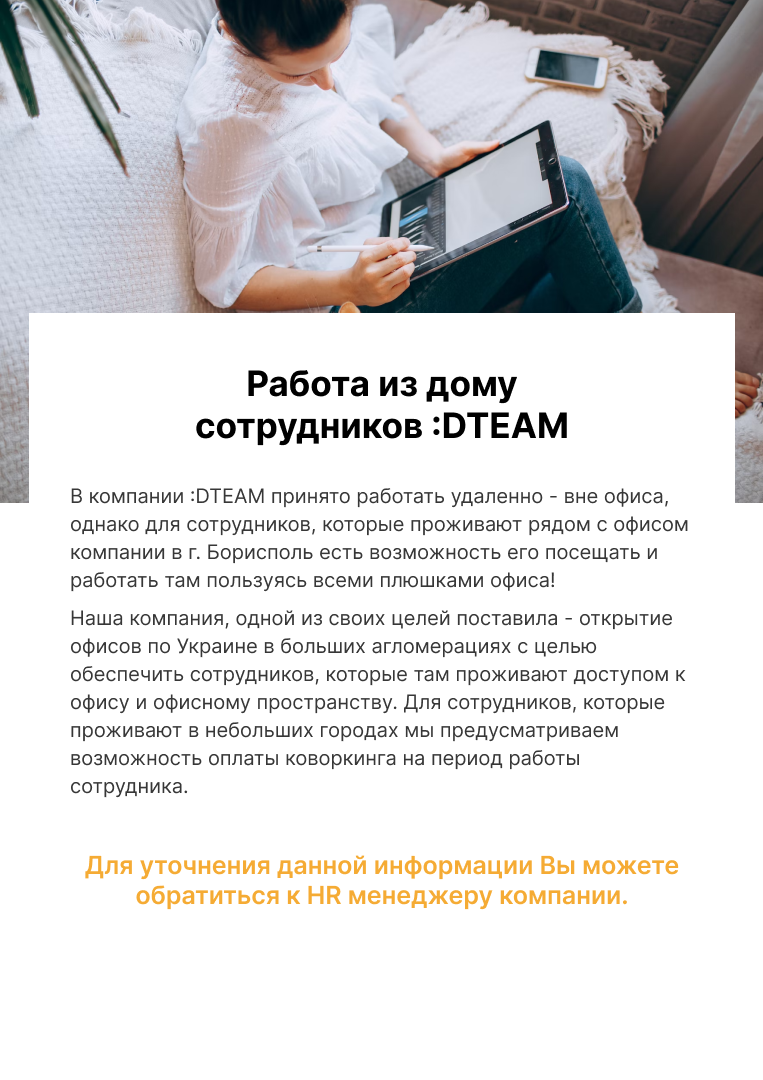 Работа из дому
сотрудников :DTEAM
В компании :DTEAM принято работать удаленно - вне офиса,
однако для сотрудников, которые проживают рядом с офисом
компании в г. Борисполь есть возможность его посещать и
работать там пользуясь всеми плюшками офиса!
Наша компания, одной из своих целей поставила - открытие
офисов по Украине в больших агломерациях с целью
обеспечить сотрудников, которые там проживают доступом к
офису и офисному пространству. Для сотрудников, которые
проживают в небольших городах мы предусматриваем
возможность оплаты коворкинга на период работы
сотрудника.
Для уточнения данной информации Вы можете
обратиться к HR менеджеру компании.